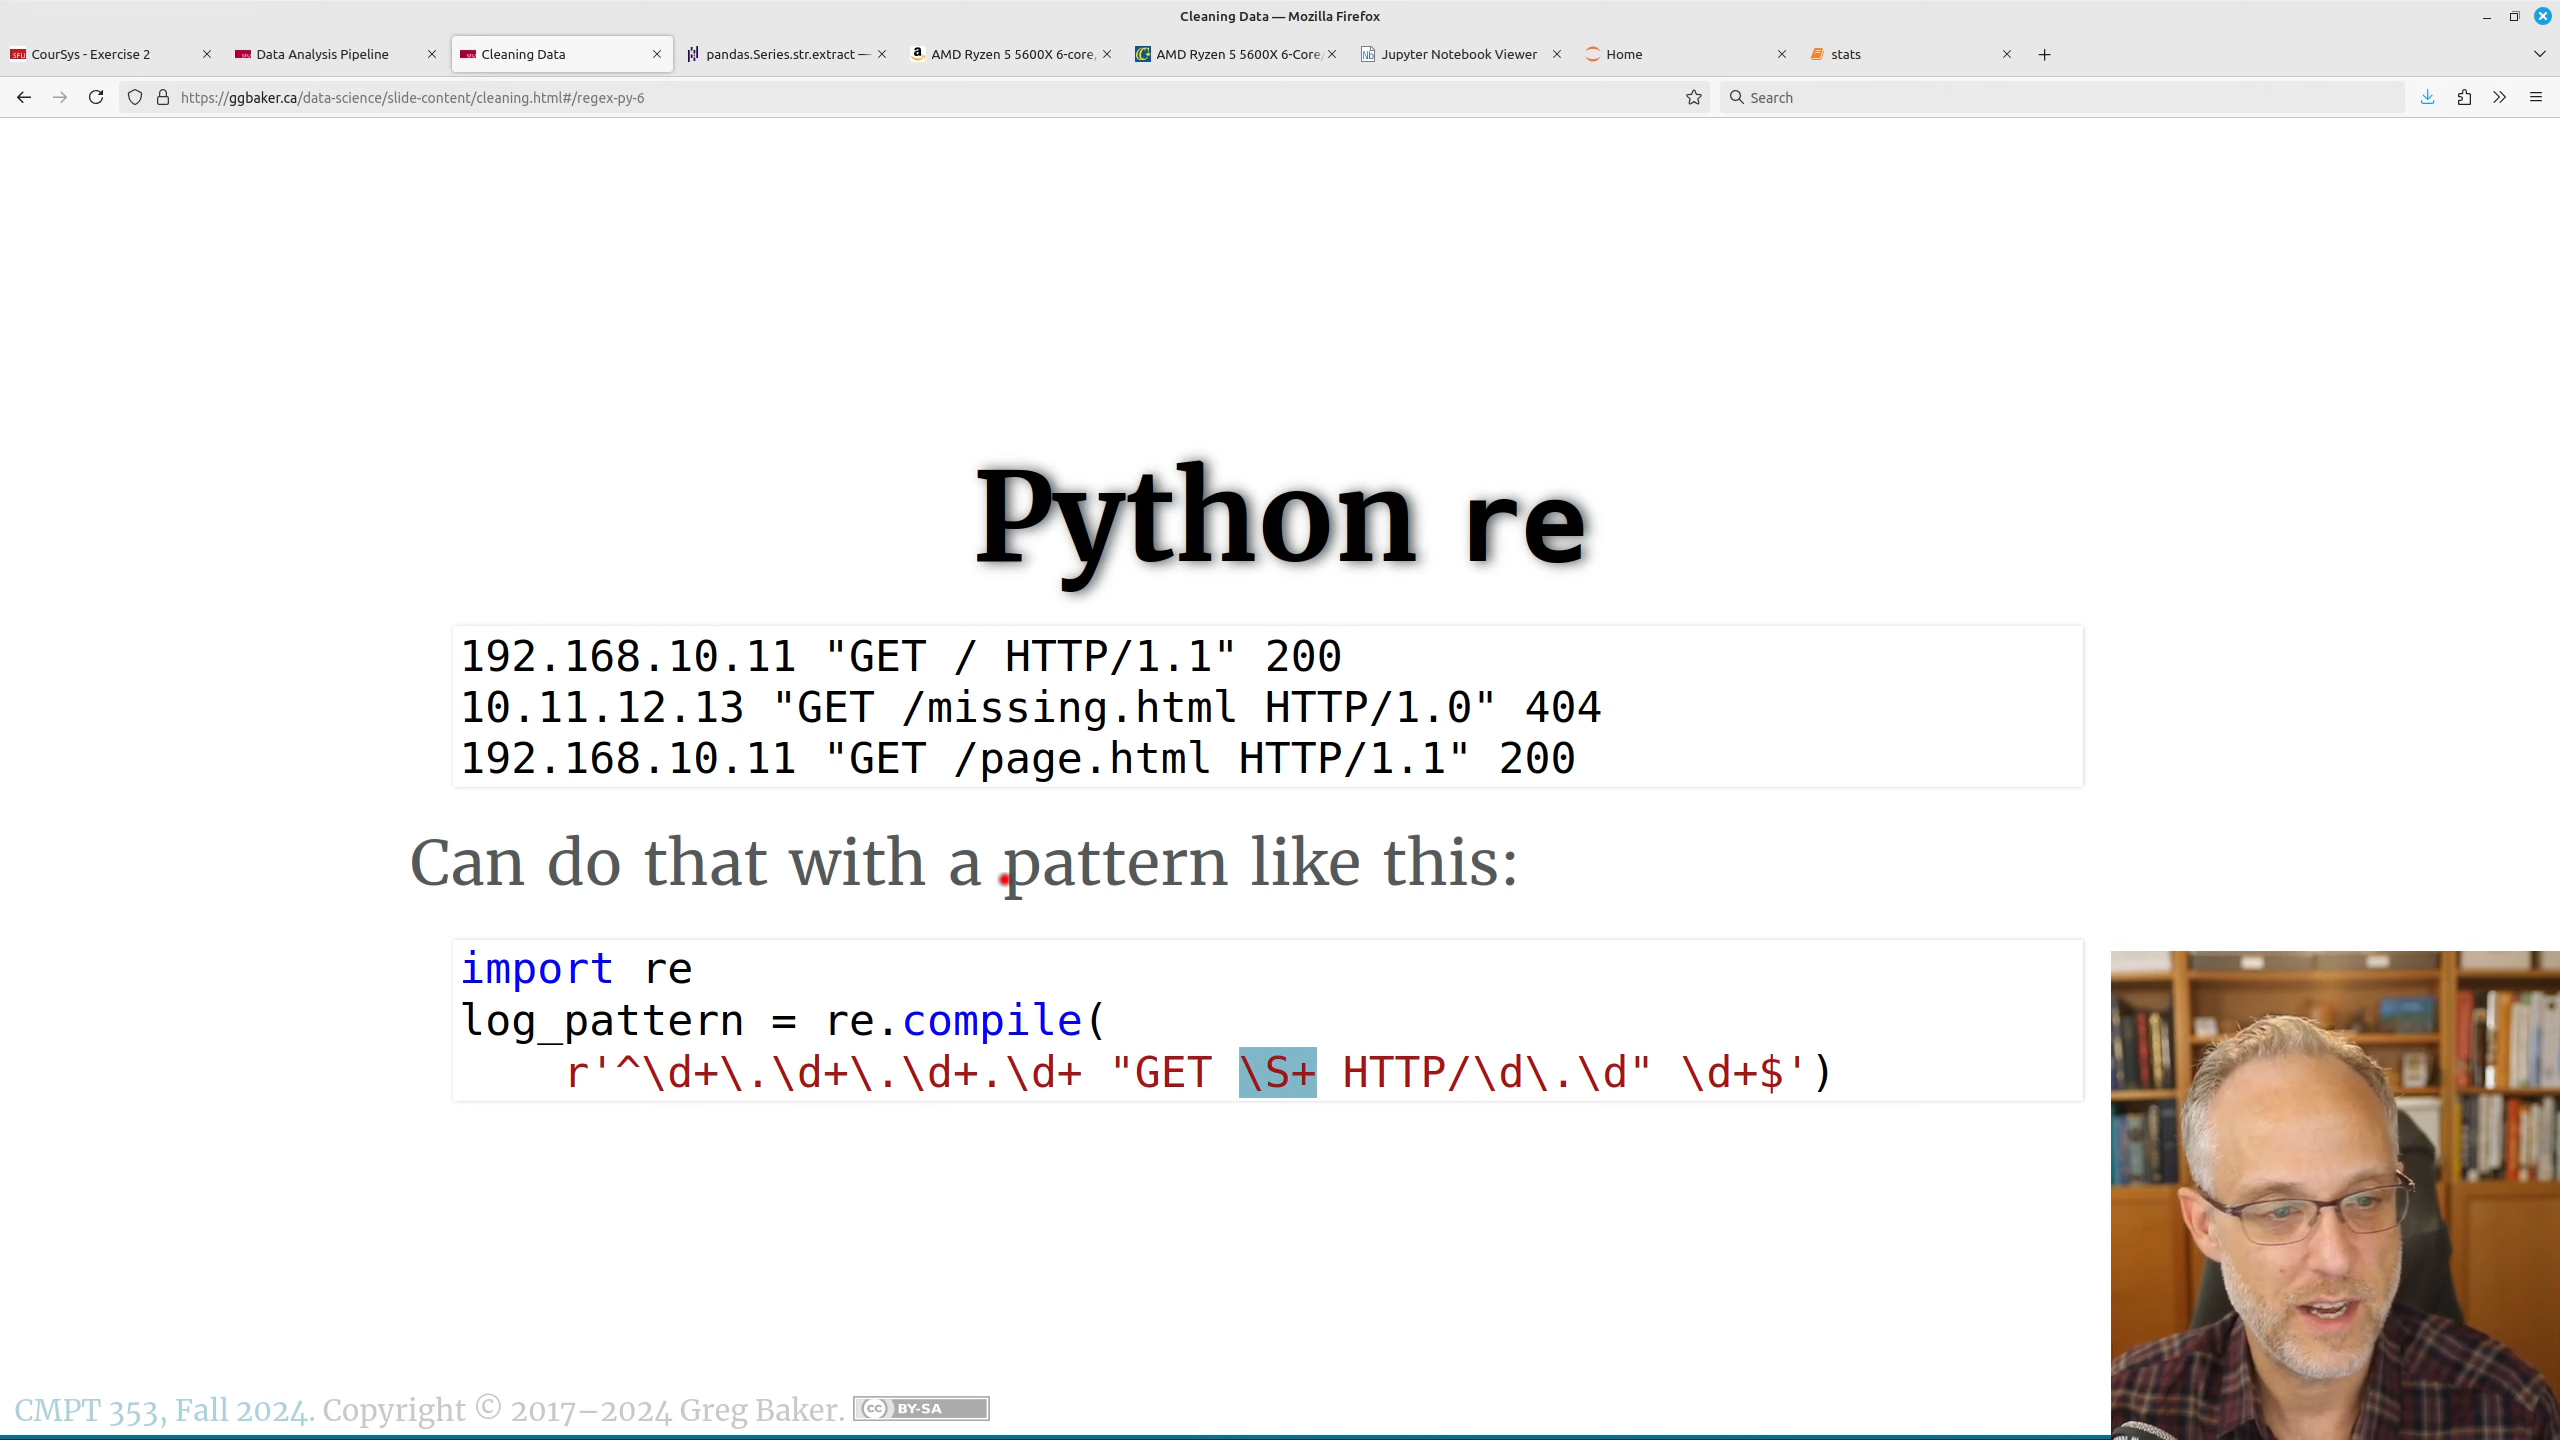 Cleaning Data — Mozilla Firefox
SFU CourSys - Exercise 2
Data Analysis Pipeline
Cleaning Data
pandas.Series.str.extract —
AMD Ryzen 5 5600X 6-core,
AMD Ryzen 5 5600X 6-Core/
Jupyter Notebook Viewer
Home
stats
https://ggbaker.ca/data-science/slide-content/cleaning.html#/regex-py-6
Search
Python re
192.168.10.11 "GET / HTTP/1.1" 200
10.11.12.13 "GET /missing.html HTTP/1.0" 404
192.168.10.11 "GET /page.html HTTP/1.1" 200
Can do that with a pattern like this:
import re
log_pattern = re.compile(
r'^\d+\.\d+\.\d+.\d+ "GET \S+ HTTP/\d\.\d" \d+$')
CMPT 353, Fall 2024. Copyright © 2017–2024 Greg Baker. cc BY-SA